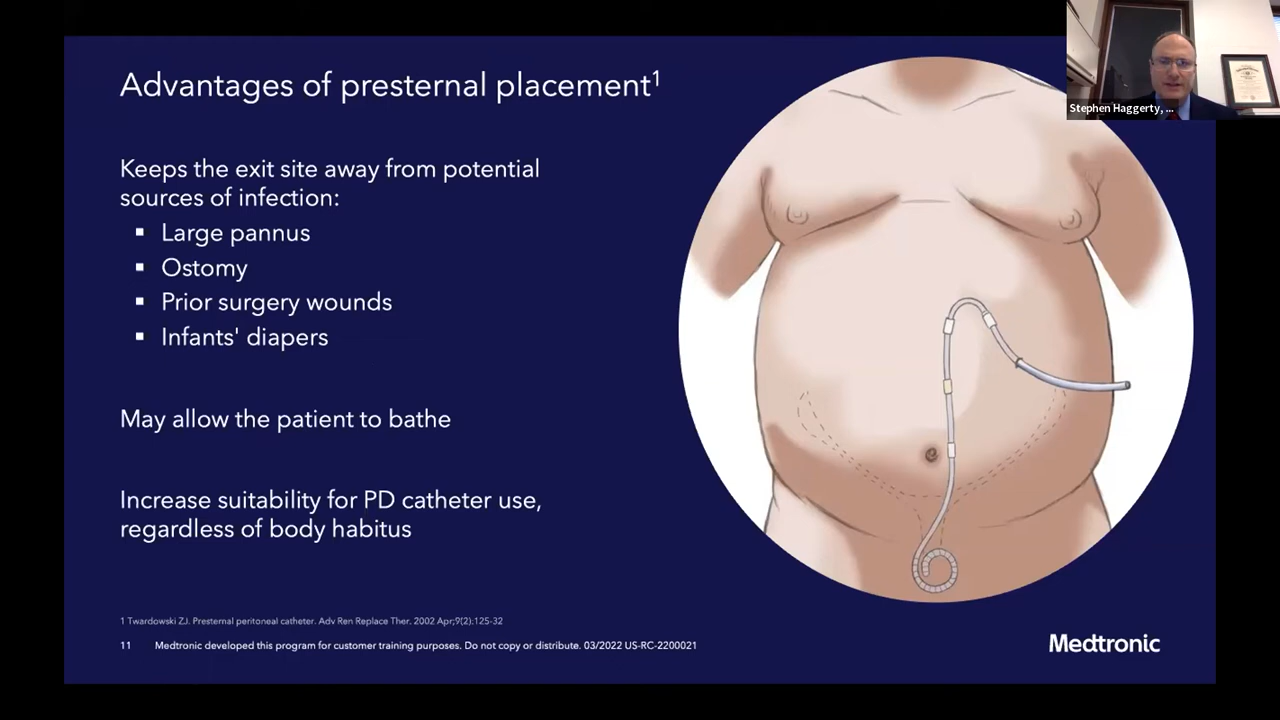 Advantages of presternal placement¹
Keeps the exit site away from potential
sources of infection:
▪ Large pannus
▪ Ostomy
▪ Prior surgery wounds
▪ Infants' diapers
May allow the patient to bathe
Increase suitability for PD catheter use,
regardless of body habitus
1 Twardowski Z.J. Presternal peritoneal catheter. Adv Ren Replace Ther. 2002 Apr;9(2):125-32
11 Medtronic developed this program for customer training purposes. Do not copy or distribute. 03/2022 US-RC-2200021
Medtronic
Stephen Haggerty, ...